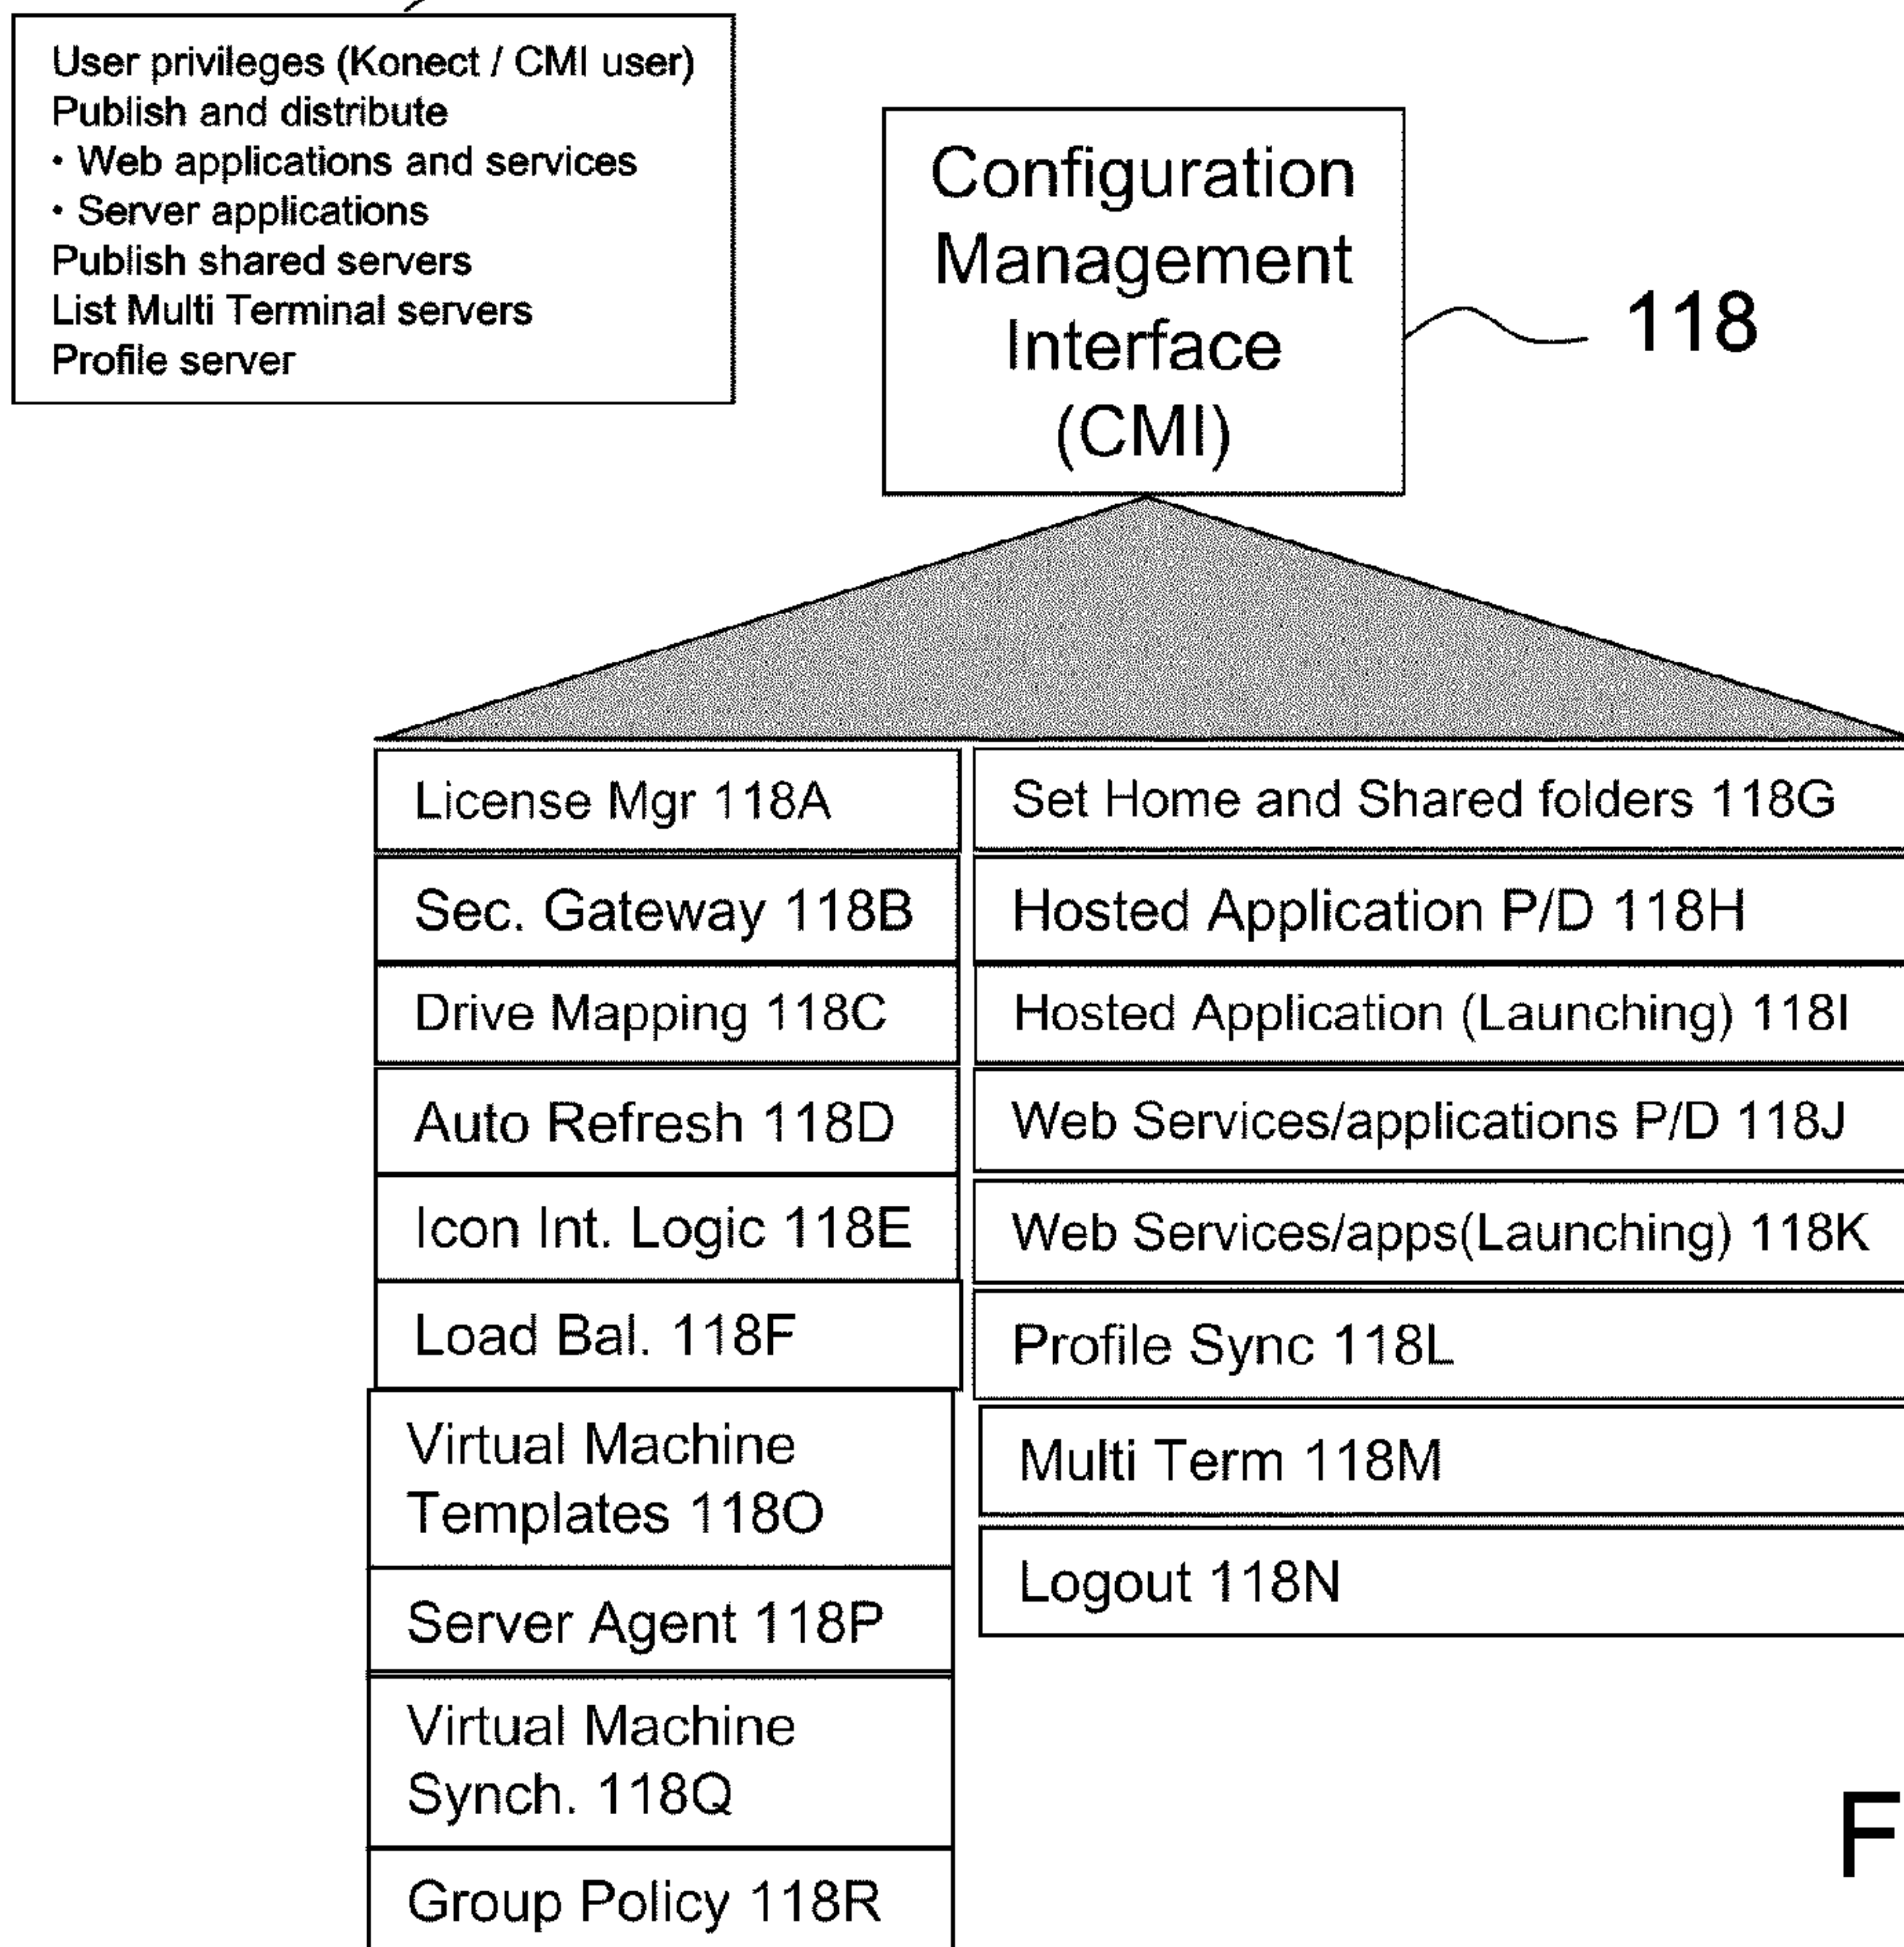 User privileges (Konect / CMI user)
Publish and distribute
• Web applications and services
• Server applications
Publish shared servers
List Multi Terminal servers
Profile server
Configuration
Management
Interface
(CMI)
118
License Mgr 118A
Sec. Gateway 118B
Drive Mapping 118C
Auto Refresh 118D
Icon Int. Logic 118E
Load Bal. 118F
Virtual Machine
Templates 118O
Server Agent 118P
Virtual Machine
Synch. 118Q
Group Policy 118R
Set Home and Shared folders 118G
Hosted Application P/D 118H
Hosted Application (Launching) 118I
Web Services/applications P/D 118J
Web Services/apps(Launching) 118K
Profile Sync 118L
Multi Term 118M
Logout 118N
F